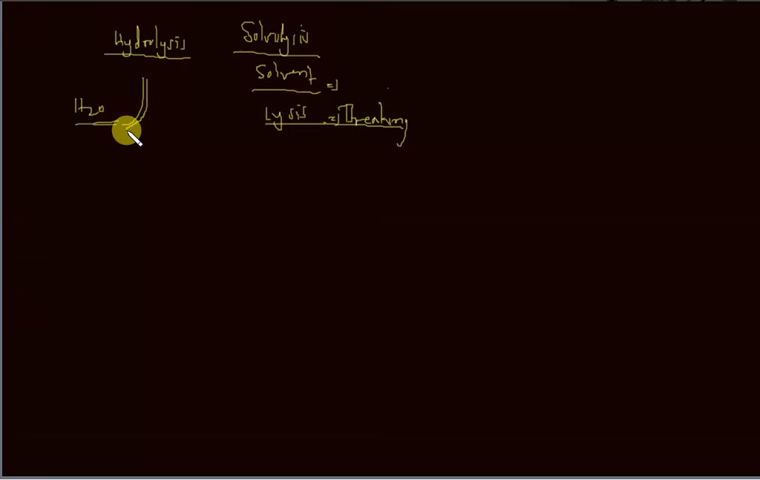 Hydrolysis Solvolysis
Solvent =)
H2O
Lysis =) Breaking